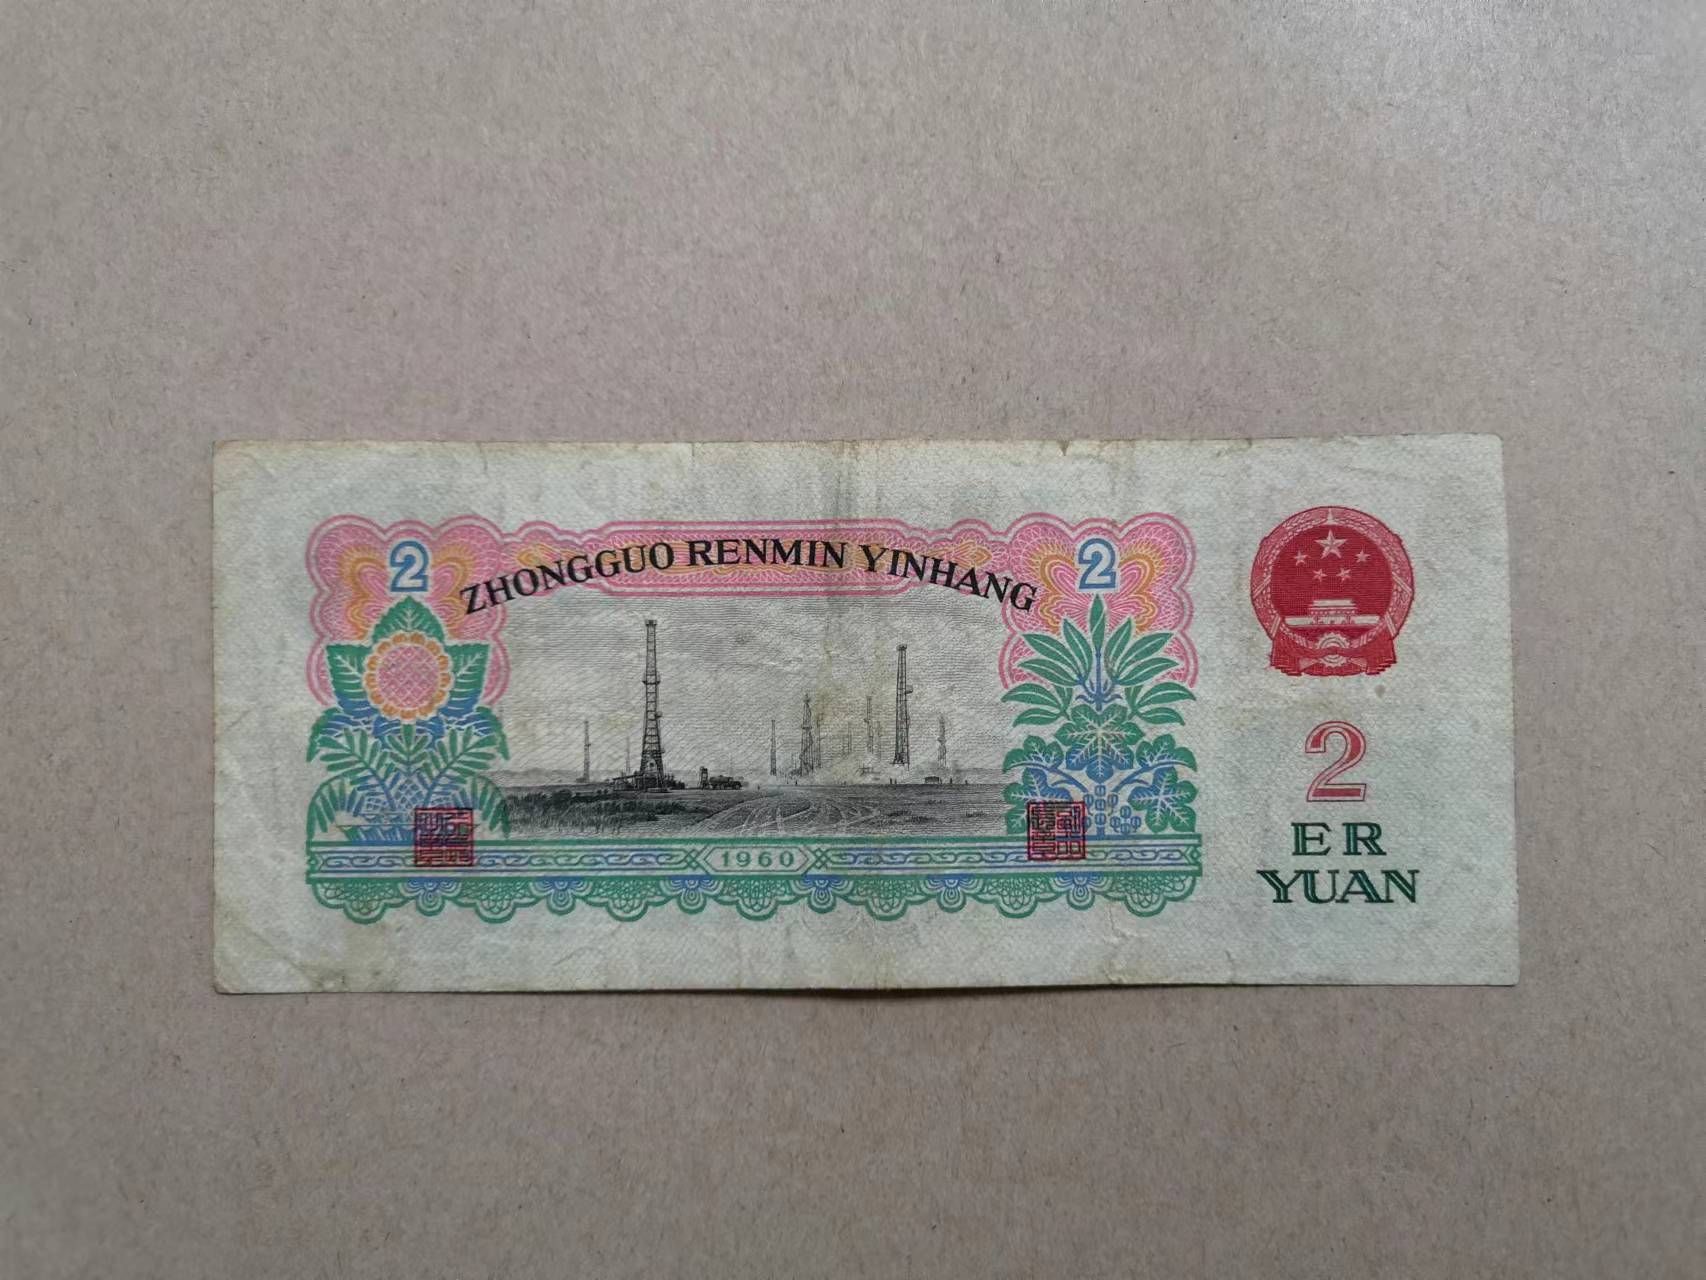 2
ZHONGGUO RENMIN YINHANG
2
1960
2
ER
YUAN